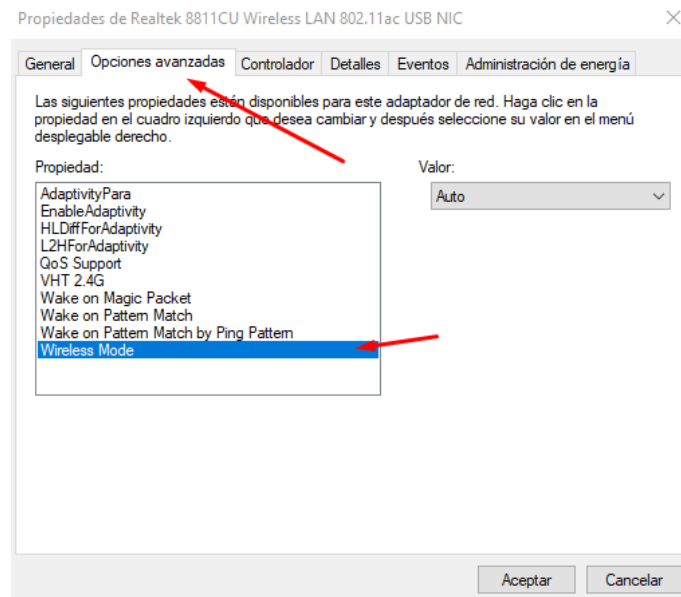 Propiedades de Realtek 8811CU Wireless LAN 802.11ac USB NIC
General
Opciones avanzadas
Controlador
Detalles
Eventos
Administración de energía
Las siguientes propiedades están disponibles para este adaptador de red. Haga clic en la
propiedad en el cuadro izquierdo que desea cambiar y después seleccione su valor en el menú
desplegable derecho.
Propiedad:
Valor:
AdaptivityPara
EnableAdaptivity
HLDiffForAdaptivity
L2HForAdaptivity
QoS Support
VHT 2.4G
Wake on Magic Packet
Wake on Pattern Match
Wake on Pattern Match by Ping Pattern
Wireless Mode
Auto
Aceptar
Cancelar